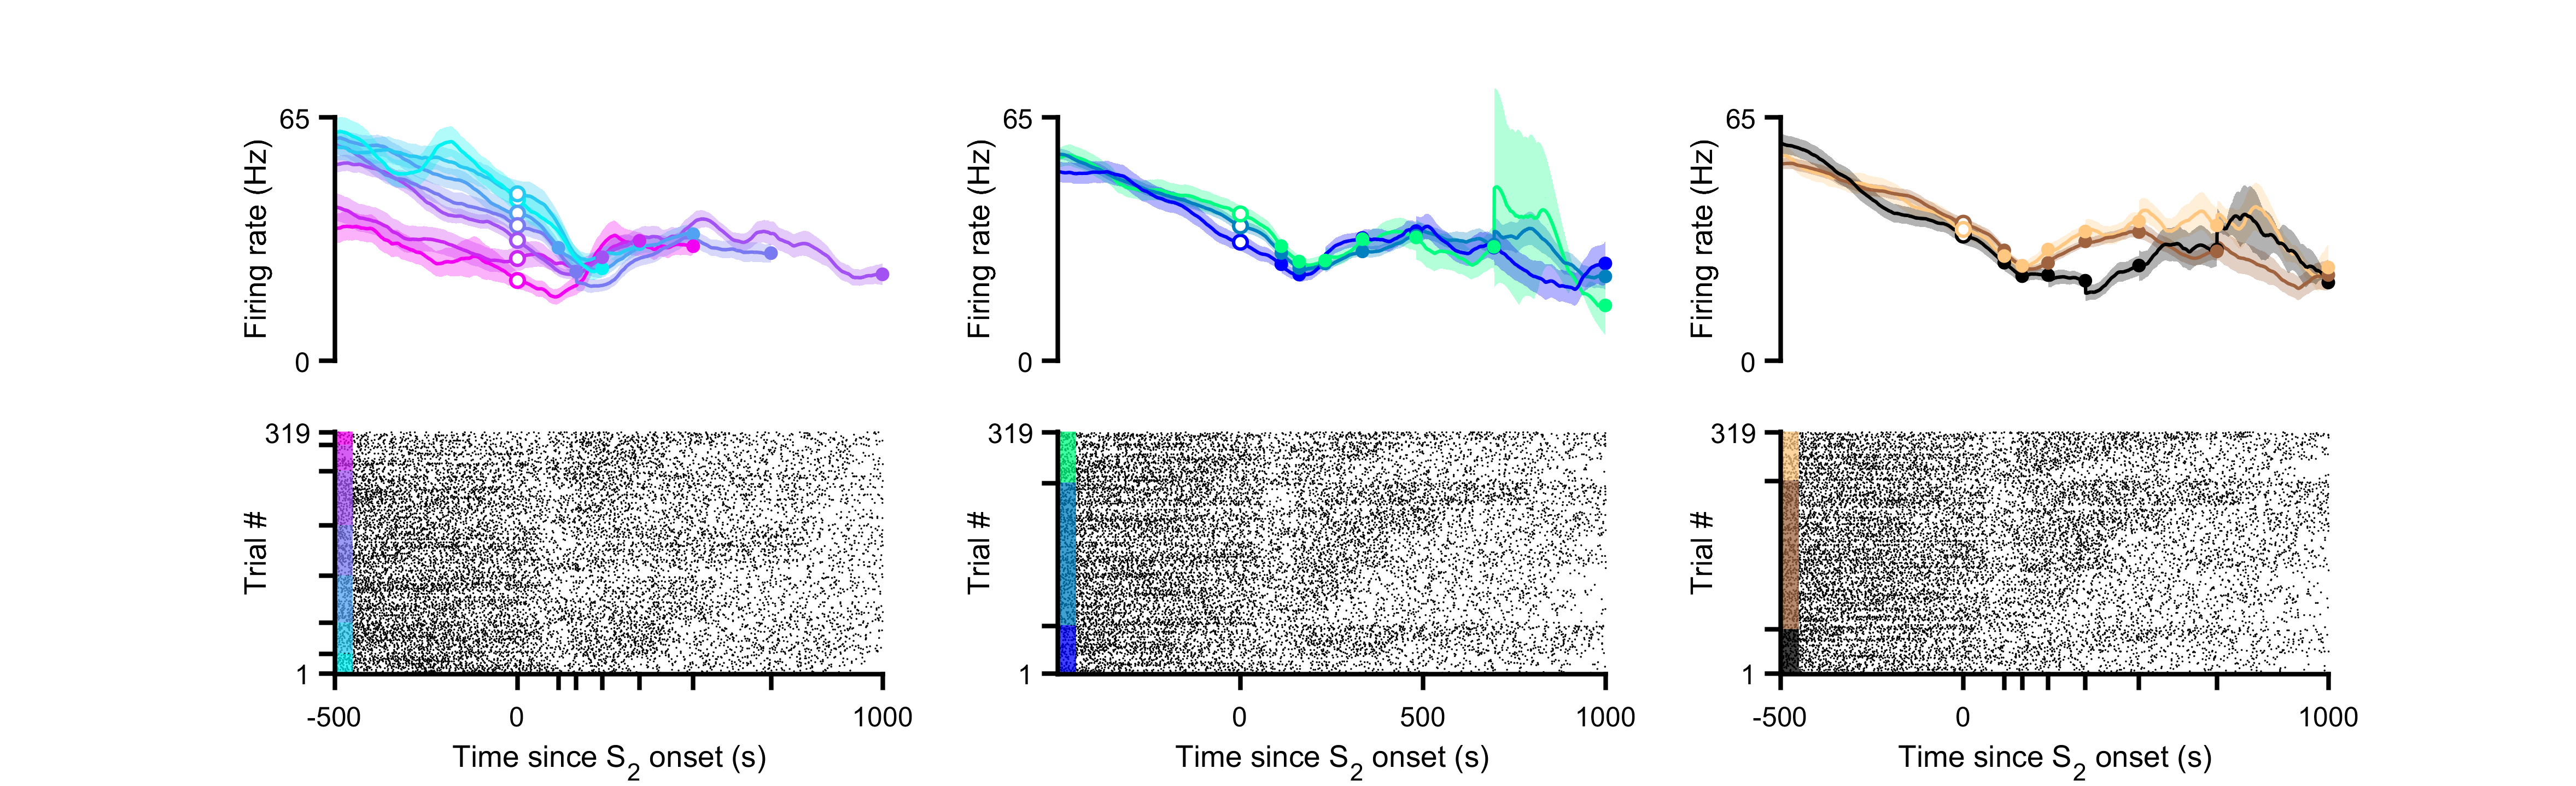 65
Firing rate (Hz)
0
65
Firing rate (Hz)
0
65
Firing rate (Hz)
0
319
Trial #
1
-500
0
1000
Time since S2 onset (s)
319
Trial #
1
0
500
1000
Time since S2 onset (s)
319
Trial #
1
-500
0
1000
Time since S2 onset (s)